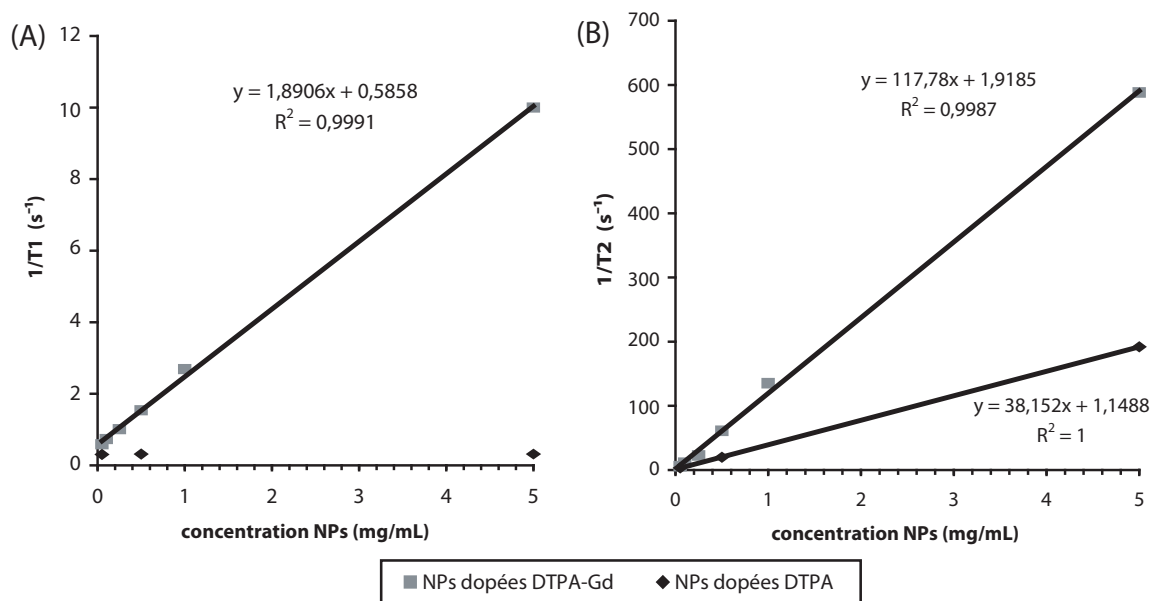 (A)
12
10
8
6
4
2
0
1/T1 (s⁻¹)
y = 1,8906x + 0,5858
R² = 0,9991
0 1 2 3 4 5
concentration NPs (mg/mL)
(B)
700
600
500
400
300
200
100
0
1/T2 (s⁻¹)
y = 117,78x + 1,9185
R² = 0,9987
y = 38,152x + 1,1488
R² = 1
0 1 2 3 4 5
concentration NPs (mg/mL)
NPs dopées DTPA-Gd NPs dopées DTPA